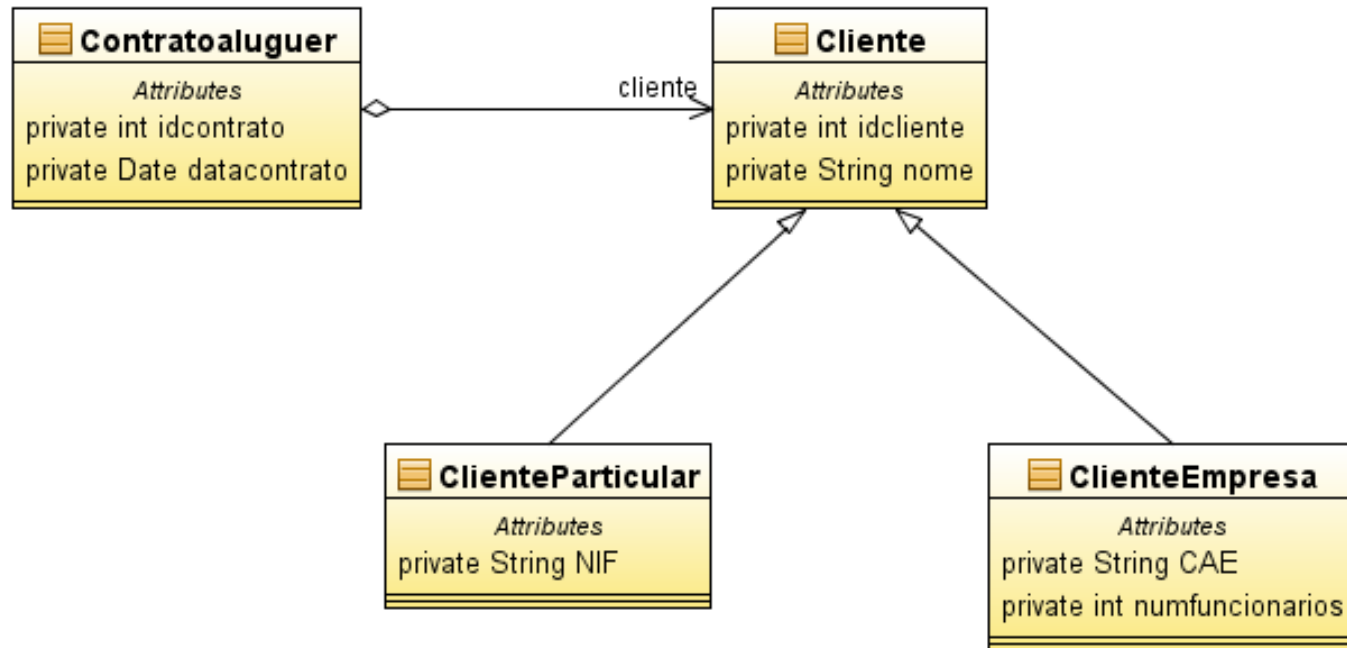 Contratoaluguer
Attributes
private int idcontrato
private Date datacontrato
cliente
Cliente
Attributes
private int idcliente
private String nome
ClienteParticular
Attributes
private String NIF
ClienteEmpresa
Attributes
private String CAE
private int numfuncionarios